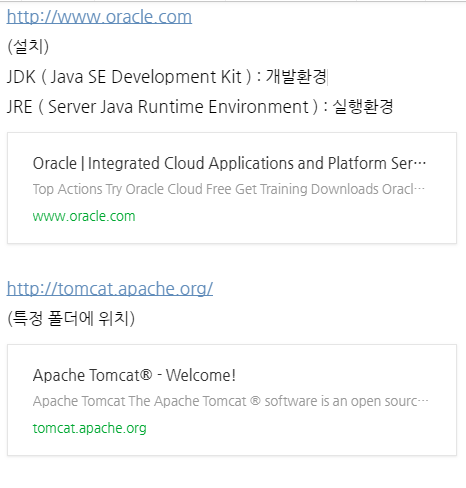 http://www.oracle.com
(설치)
JDK ( Java SE Development Kit ) : 개발환경
JRE ( Server Java Runtime Environment ) : 실행환경
Oracle | Integrated Cloud Applications and Platform Ser…
Top Actions Try Oracle Cloud Free Get Training Downloads Oracl…
www.oracle.com
http://tomcat.apache.org/
(특정 폴더에 위치)
Apache Tomcat® - Welcome!
Apache Tomcat The Apache Tomcat ® software is an open sourc…
tomcat.apache.org